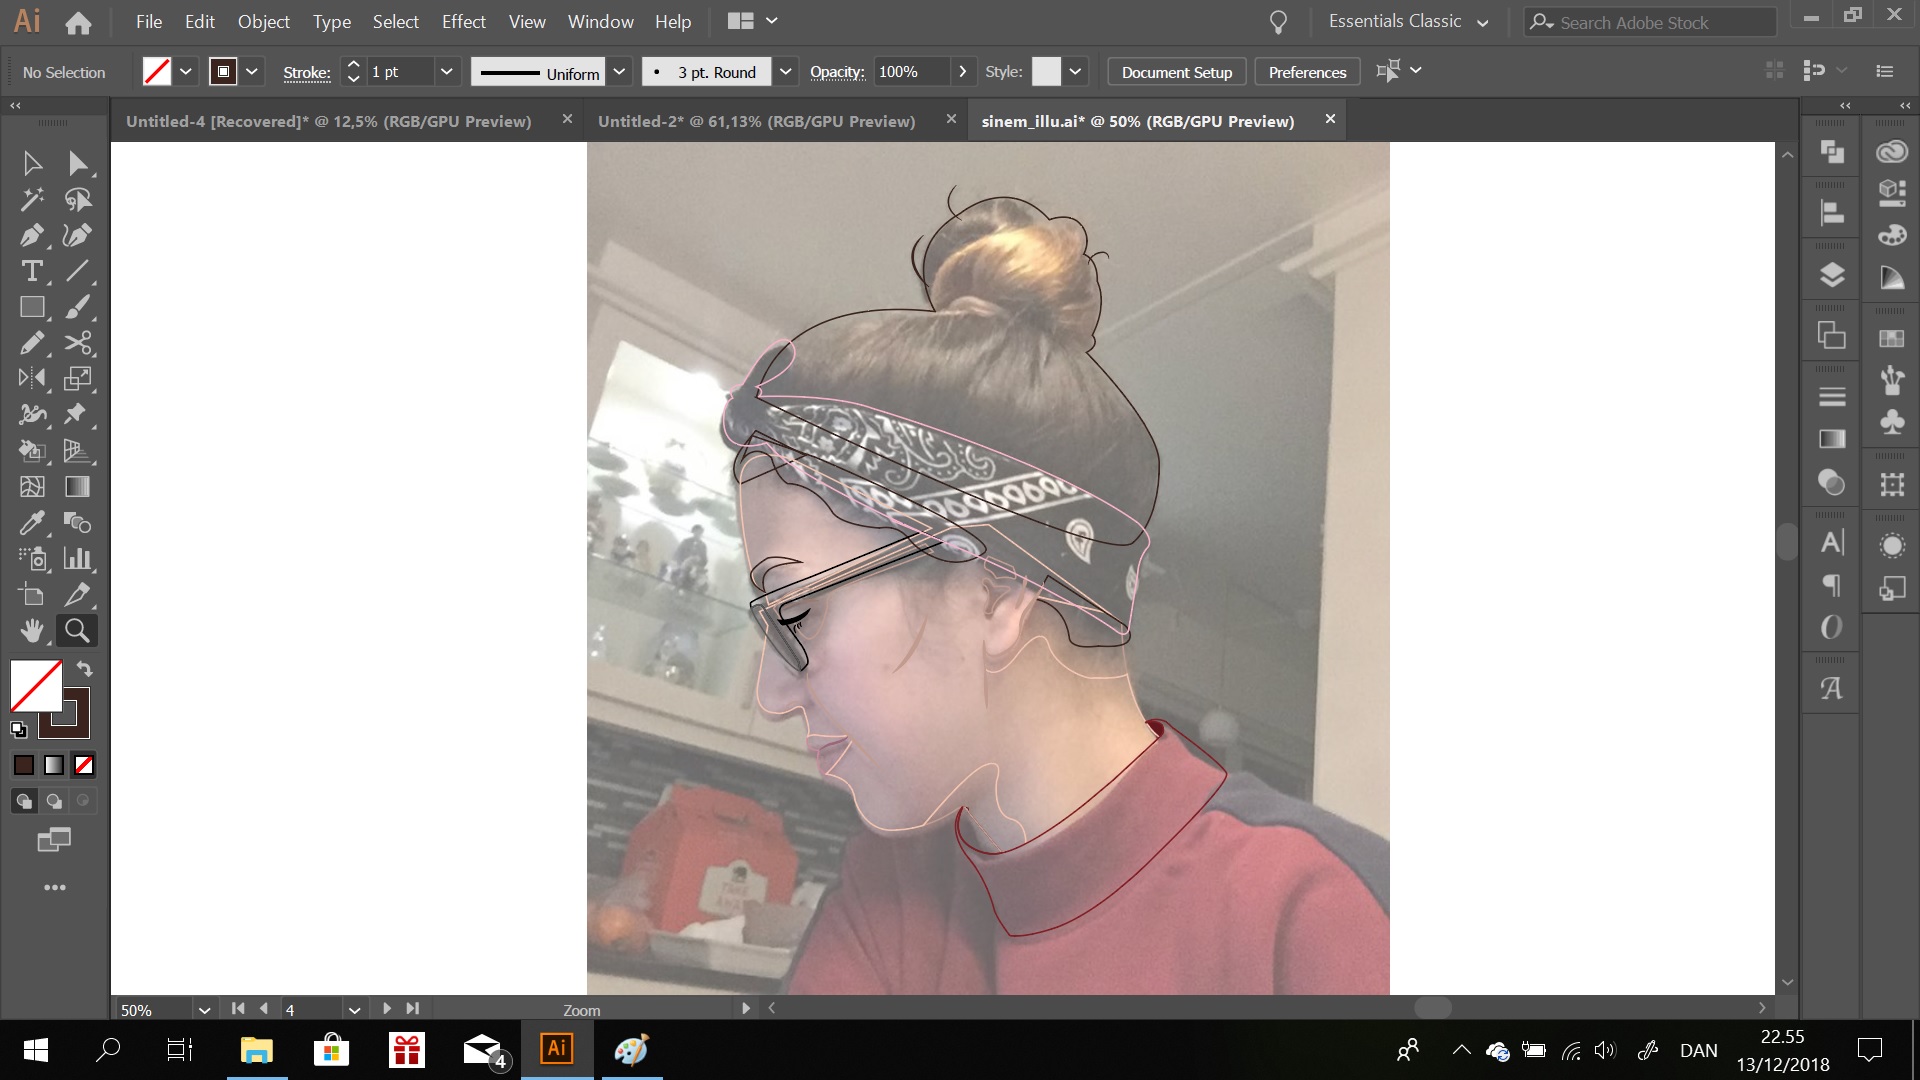 Ai File Edit Object Type Select Effect View Window Help Essentials Classic Search Adobe Stock
No Selection Stroke: 1 pt Uniform 3 pt. Round Opacity: 100% Style: Document Setup Preferences
Untitled-4 [Recovered]* @ 12,5% (RGB/GPU Preview) Untitled-2* @ 61,13% (RGB/GPU Preview) sinem_illu.ai* @ 50% (RGB/GPU Preview)
TAKE
AWAY
50% 4 Zoom
4 Ai DAN 22.55
13/12/2018